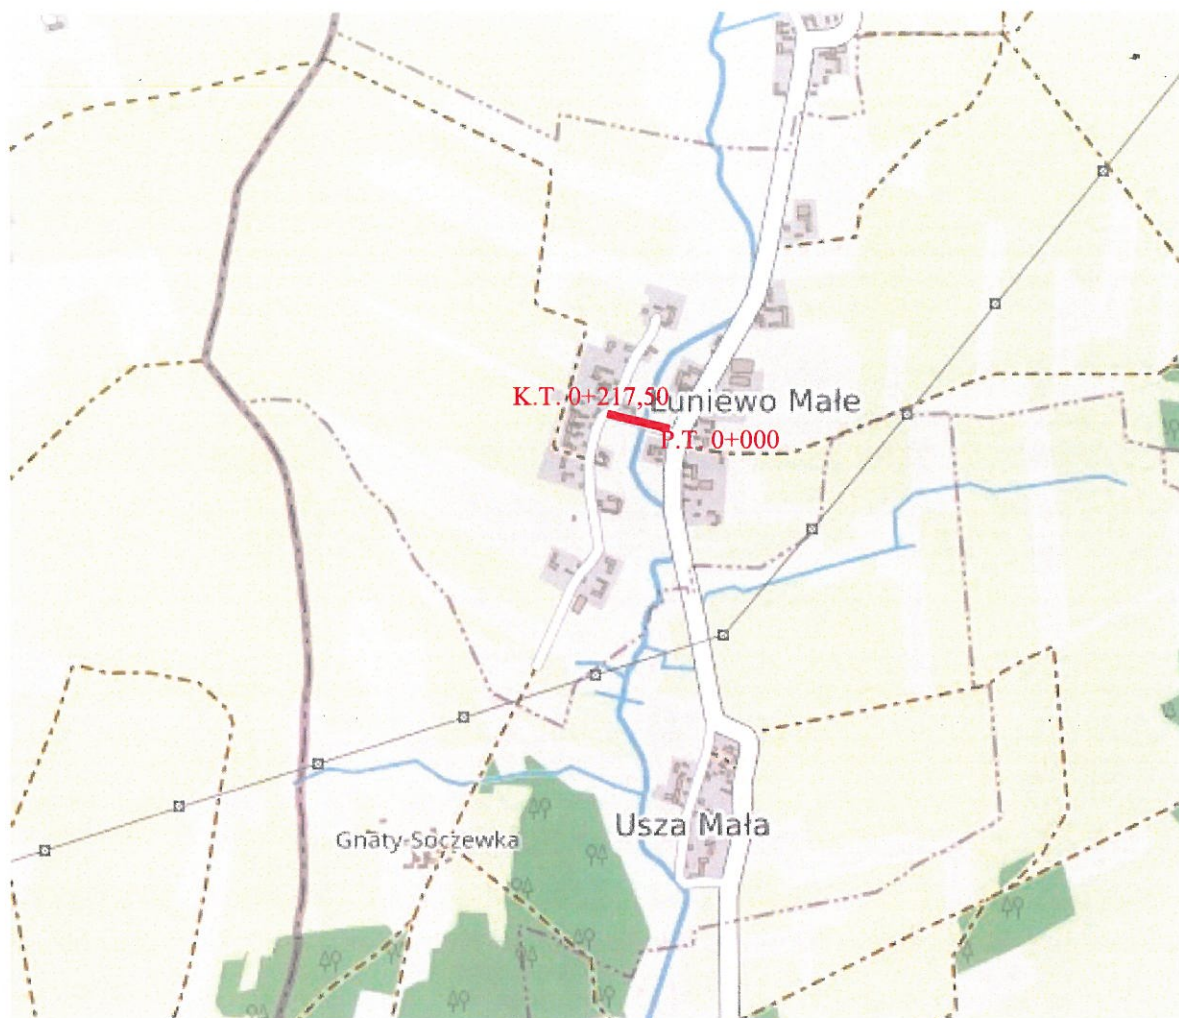 K.T. 0+217,50
Łuniewo Małe
P.T. 0+000
Usza Mała
Gnaty-Soczewka